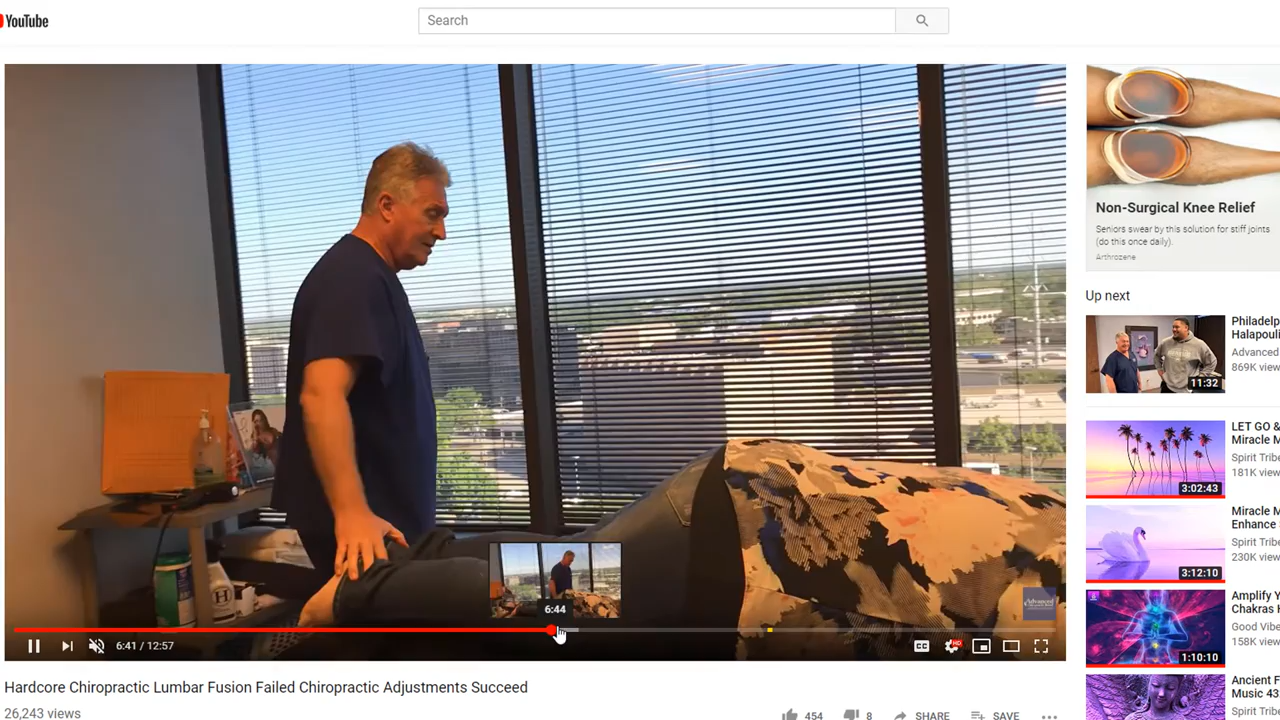 YouTube
Search
Non-Surgical Knee Relief
Seniors swear by this solution for stiff joints
(do this once daily).
Arthrozene
Up next
Philadelp
Halapouli
Advanced
869K view
11:32
LET GO &
Miracle M
Spirit Tribe
181K view
3:02:43
Miracle M
Enhance
Spirit Tribe
230K view
3:12:10
Amplify Y
Chakras H
Good Vibe
158K view
1:10:10
Ancient F
Music 43
Spirit Tribe
H
Advanced
6:44
6:41 / 12:57
CC
HD
Hardcore Chiropractic Lumbar Fusion Failed Chiropractic Adjustments Succeed
26,243 views
454
8
SHARE
SAVE